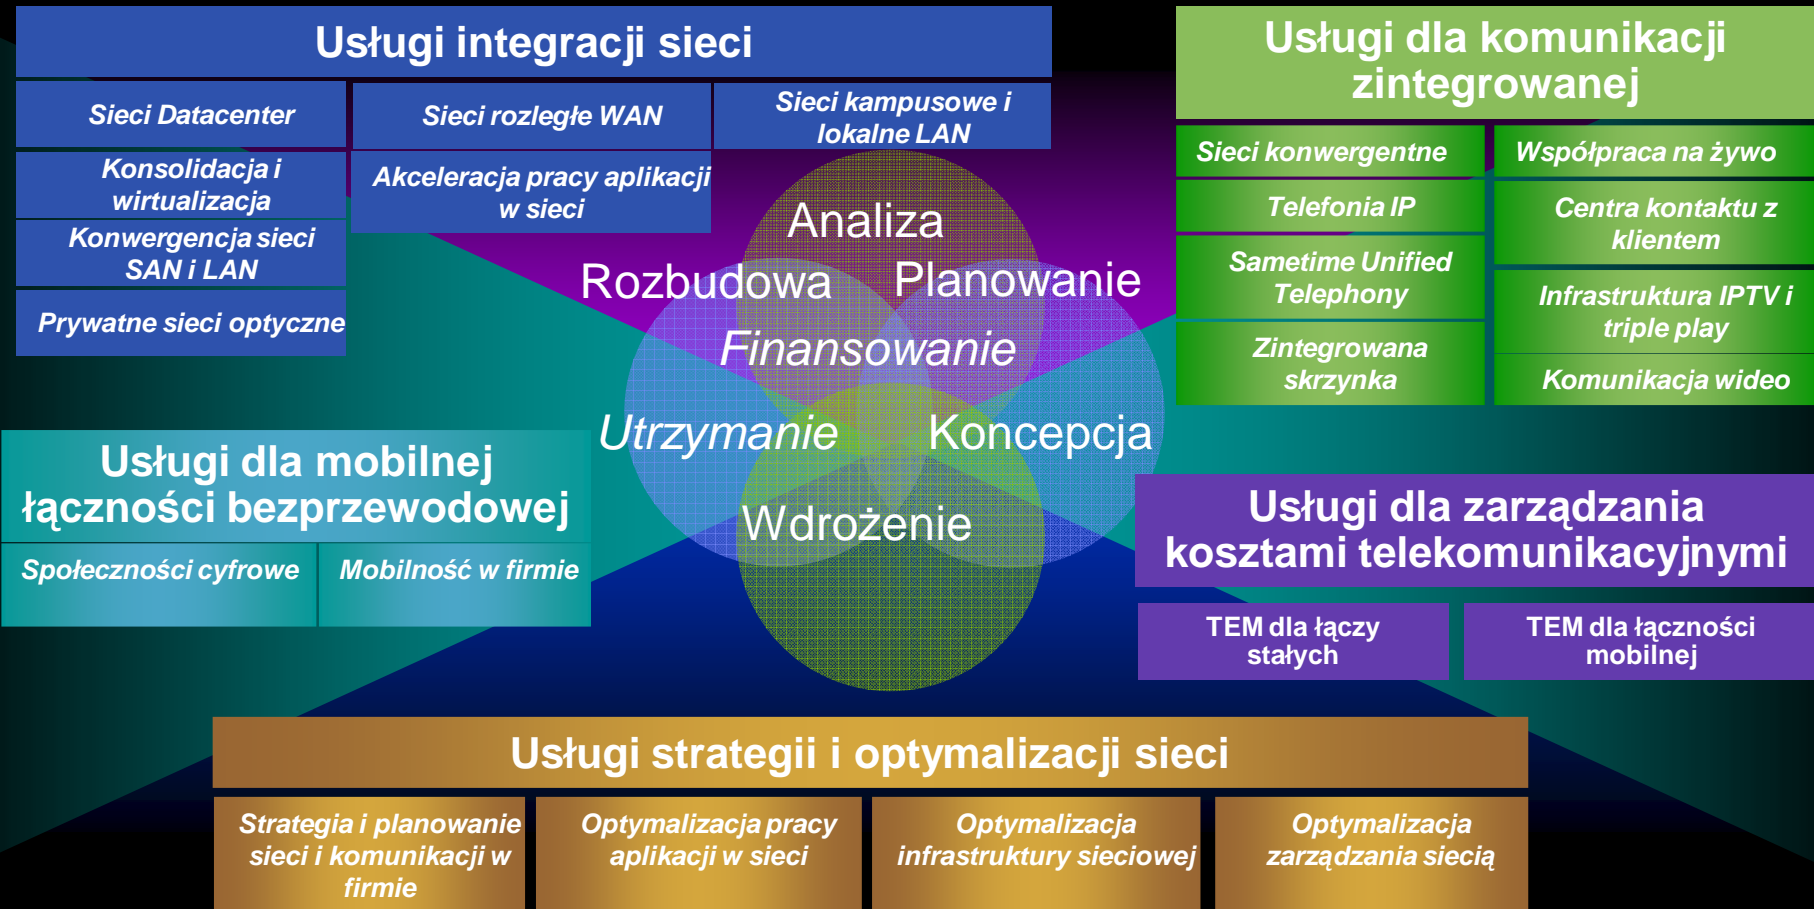 Usługi integracji sieci
Sieci Datacenter
Sieci rozległe WAN
Sieci kampusowe i
lokalne LAN
Konsolidacja i
wirtualizacja
Akceleracja pracy aplikacji
w sieci
Konwergencja sieci
SAN i LAN
Prywatne sieci optyczne
Usługi dla komunikacji
zintegrowanej
Sieci konwergentne
Współpraca na żywo
Telefonia IP
Centra kontaktu z
klientem
Sametime Unified
Telephony
Infrastruktura IPTV i
triple play
Zintegrowana
skrzynka
Komunikacja wideo
Analiza
Rozbudowa
Planowanie
Finansowanie
Utrzymanie
Koncepcja
Wdrożenie
Usługi dla mobilnej
łączności bezprzewodowej
Społeczności cyfrowe
Mobilność w firmie
Usługi dla zarządzania
kosztami telekomunikacyjnymi
TEM dla łączy
stałych
TEM dla łączności
mobilnej
Usługi strategii i optymalizacji sieci
Strategia i planowanie
sieci i komunikacji w
firmie
Optymalizacja pracy
aplikacji w sieci
Optymalizacja
infrastruktury sieciowej
Optymalizacja
zarządzania siecią